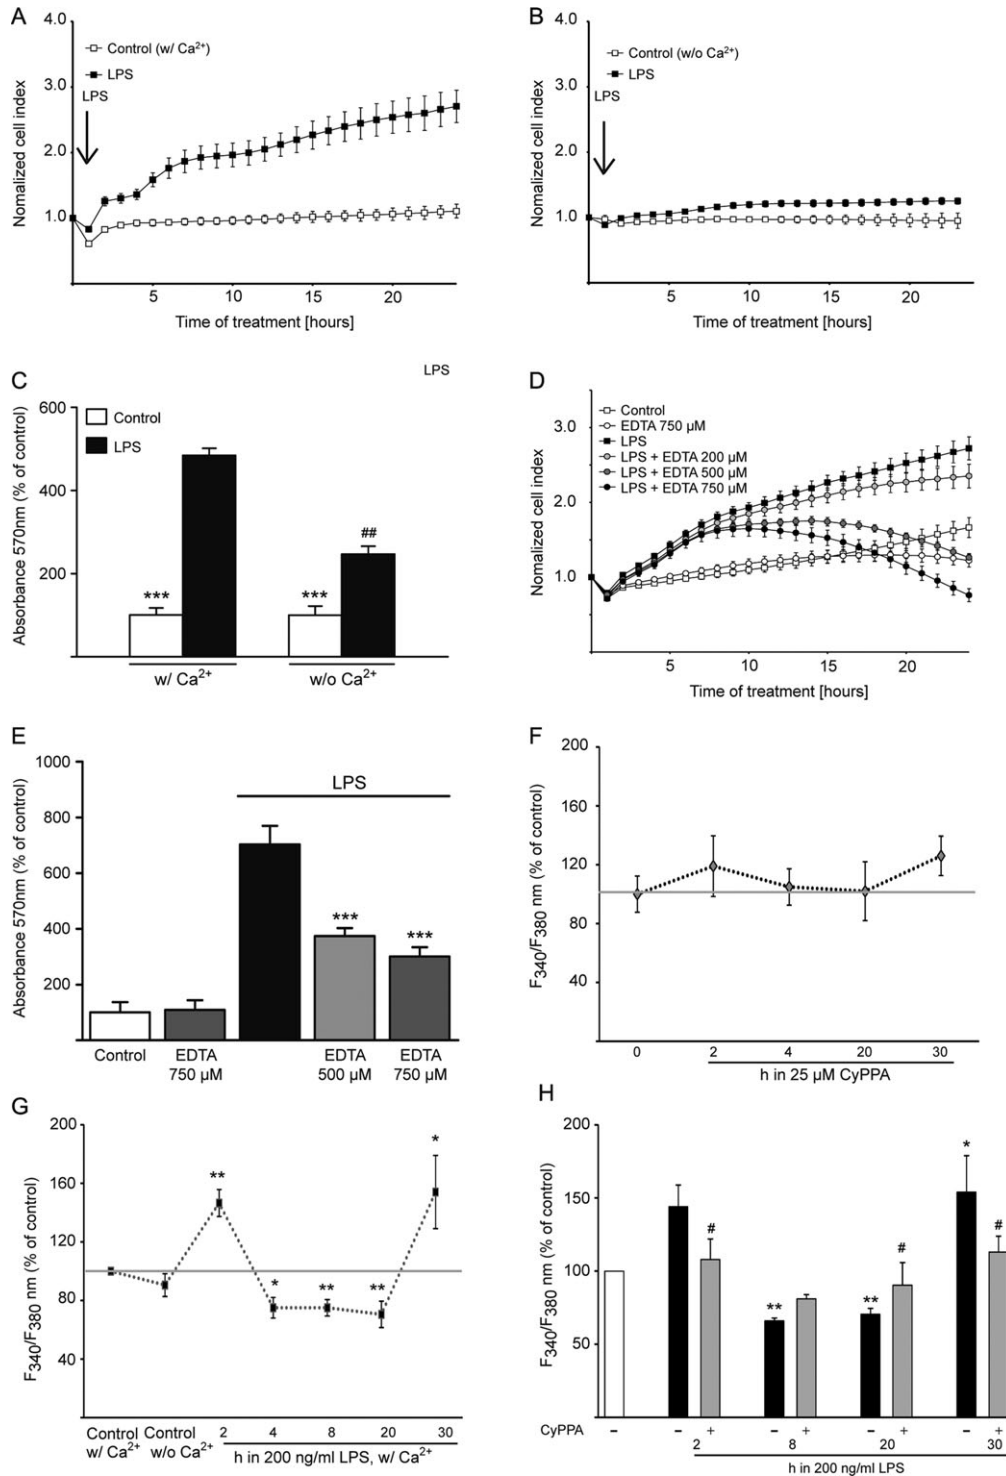 A
4.0
3.0
2.0
1.0
Nomalized cell index
Control (w/ Ca²⁺)
LPS
LPS
5
10
15
20
Time of treatment [hours]
B
4.0
3.0
2.0
1.0
Nomalized cell index
Control (w/o Ca²⁺)
LPS
LPS
5
10
15
20
Time of treatment [hours]
C
LPS
600
400
200
Absorbance 570nm (% of control)
Control
LPS
***
***
##
w/ Ca²⁺
w/o Ca²⁺
D
3.0
2.0
1.0
Nomalized cell index
Control
EDTA 750 µM
LPS
LPS + EDTA 200 µM
LPS + EDTA 500 µM
LPS + EDTA 750 µM
5
10
15
20
Time of treatment [hours]
E
1000
800
600
400
200
Absorbance 570nm (% of control)
LPS
***
***
Control
EDTA
750 µM
EDTA
500 µM
EDTA
750 µM
F
200
160
120
80
40
F₃₄₀/F₃₈₀ nm (% of control)
0 2 4 20 30
h in 25 µM CyPPA
G
200
160
120
80
40
F₃₄₀/F₃₈₀ nm (% of control)
**
*
**
**
*
Control
w/ Ca²⁺
Control
w/o Ca²⁺
2 4 8 20 30
h in 200 ng/ml LPS, w/ Ca²⁺
H
200
150
100
50
F₃₄₀/F₃₈₀ nm (% of control)
#
**
**
#
*
#
CyPPA – – + – + – + – +
2 8 20 30
h in 200 ng/ml LPS